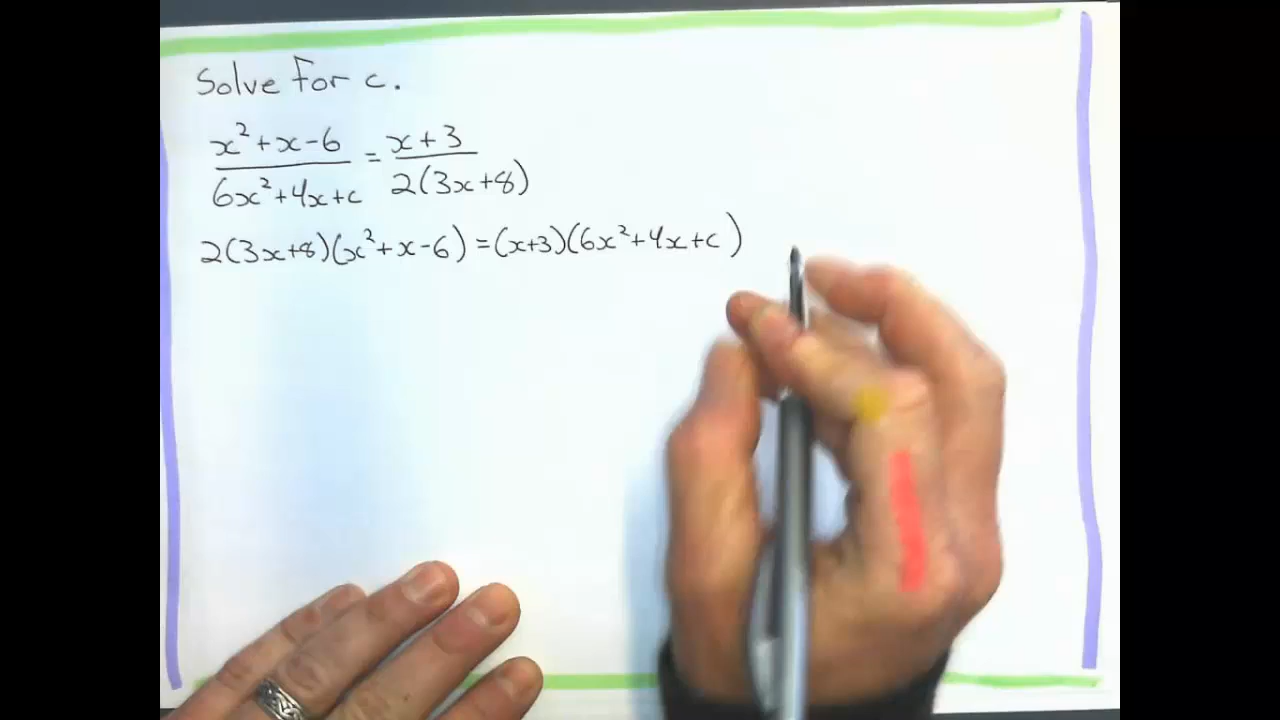 Solve for c.
x²+x-6 / 6x²+4x+c = x+3 / 2(3x+8)
2(3x+8)(x²+x-6)=(x+3)(6x²+4x+c)